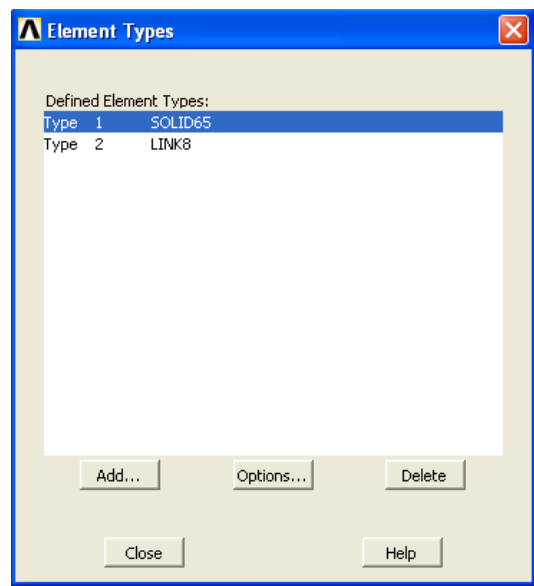 Element Types
Defined Element Types:
Type 1 SOLID65
Type 2 LINK8
Add... Options... Delete
Close Help